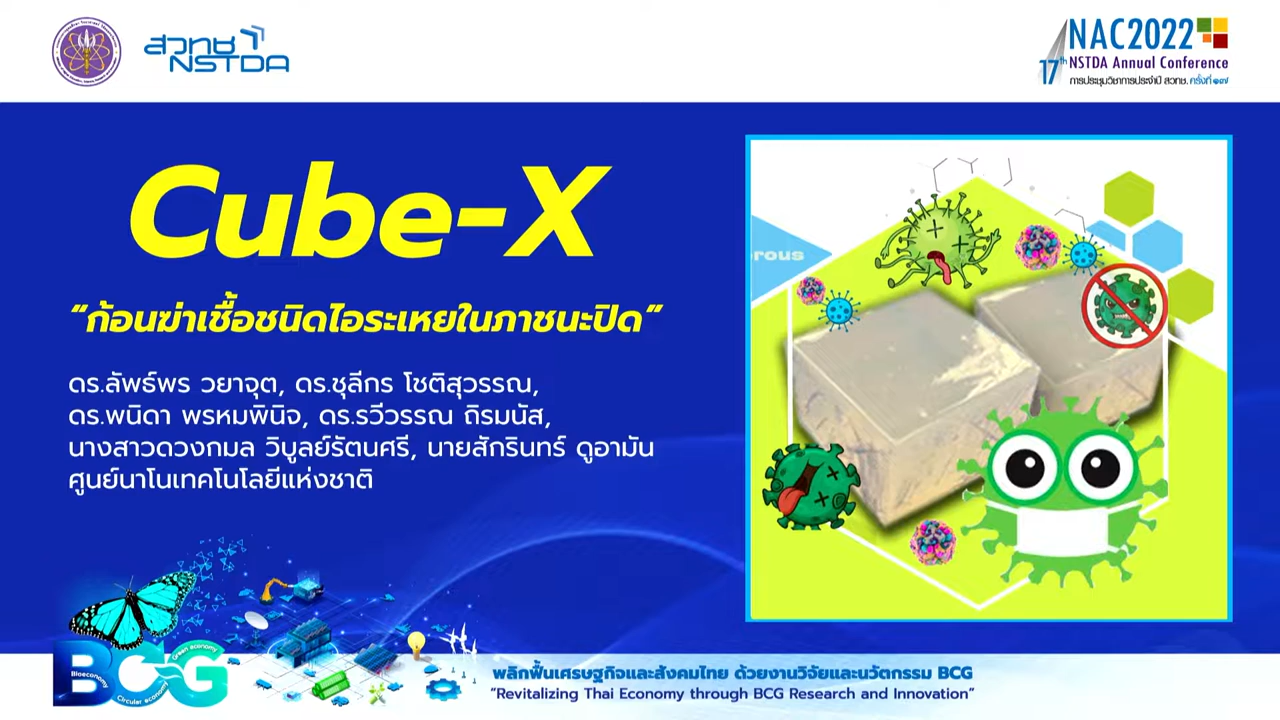 สวทช
NSTDA
NAC2022
17th NSTDA Annual Conference
การประชุมวิชาการประจำปี สวทช. ครั้งที่ ๑๗
Cube-X
“ก้อนฆ่าเชื้อชนิดไอระเหยในภาชนะปิด”
ดร.ลัพธ์พร วยาจุต, ดร.ชุลีกร โชติสุวรรณ,
ดร.พนิดา พรหมพินิจ, ดร.รวีวรรณ ถิรมนัส,
นางสาวดวงกมล วิบูลย์รัตนศรี, นายสักรินทร์ ดูอามัน
ศูนย์นาโนเทคโนโลยีแห่งชาติ
rous
BCG
Bioeconomy
Circular economy
Green economy
พลิกฟื้นเศรษฐกิจและสังคมไทย ด้วยงานวิจัยและนวัตกรรม BCG
“Revitalizing Thai Economy through BCG Research and Innovation”